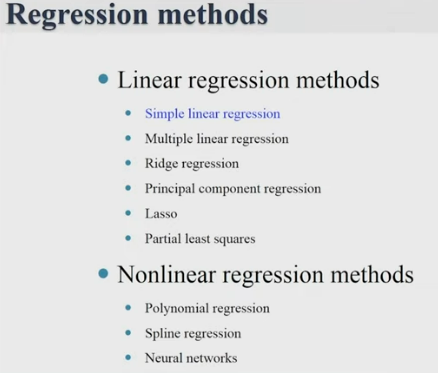 Regression methods
Linear regression methods
Simple linear regression
Multiple linear regression
Ridge regression
Principal component regression
Lasso
Partial least squares
Nonlinear regression methods
Polynomial regression
Spline regression
Neural networks